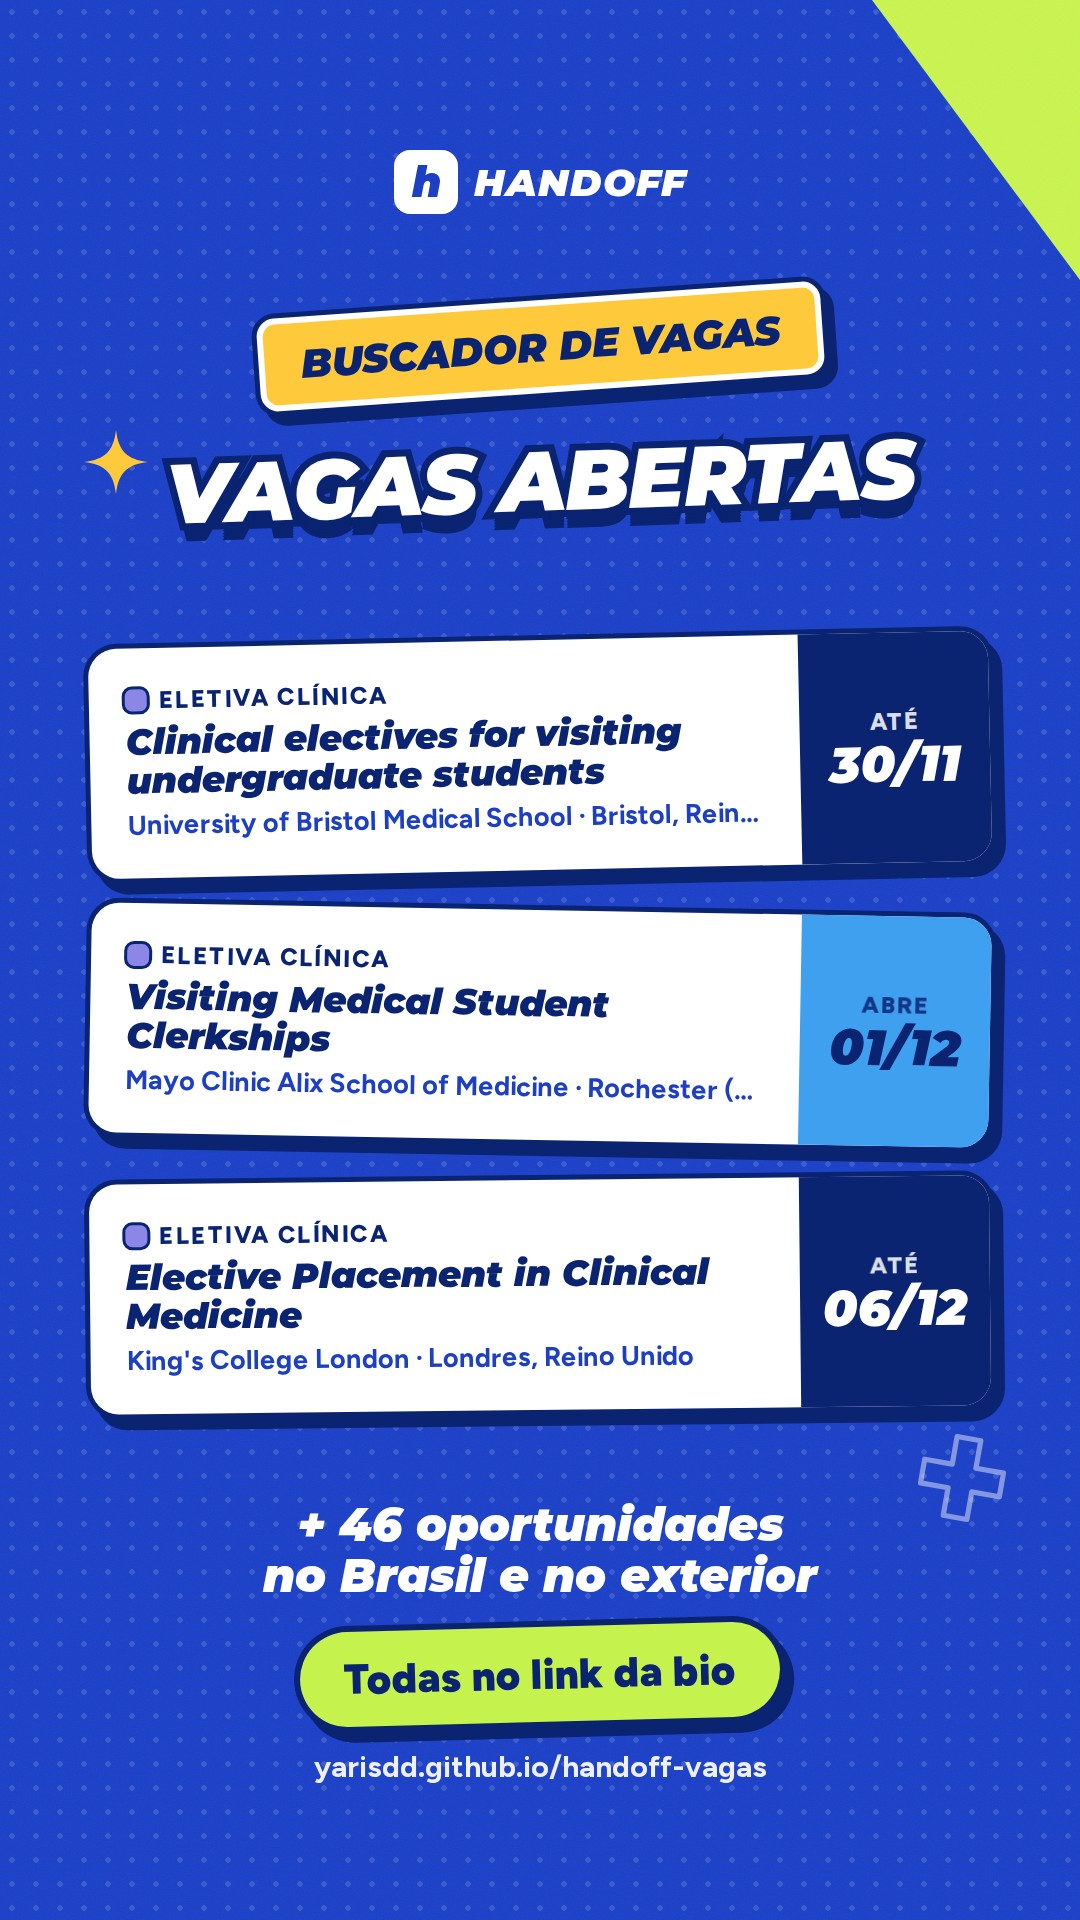 h HANDOFF
BUSCADOR DE VAGAS
VAGAS ABERTAS
ELETIVA CLÍNICA
Clinical electives for visiting
undergraduate students
University of Bristol Medical School · Bristol, Rein...
ATÉ
30/11
ELETIVA CLÍNICA
Visiting Medical Student
Clerkships
Mayo Clinic Alix School of Medicine · Rochester (...
ABRE
01/12
ELETIVA CLÍNICA
Elective Placement in Clinical
Medicine
King's College London · Londres, Reino Unido
ATÉ
06/12
+ 46 oportunidades
no Brasil e no exterior
Todas no link da bio
yarisdd.github.io/handoff-vagas